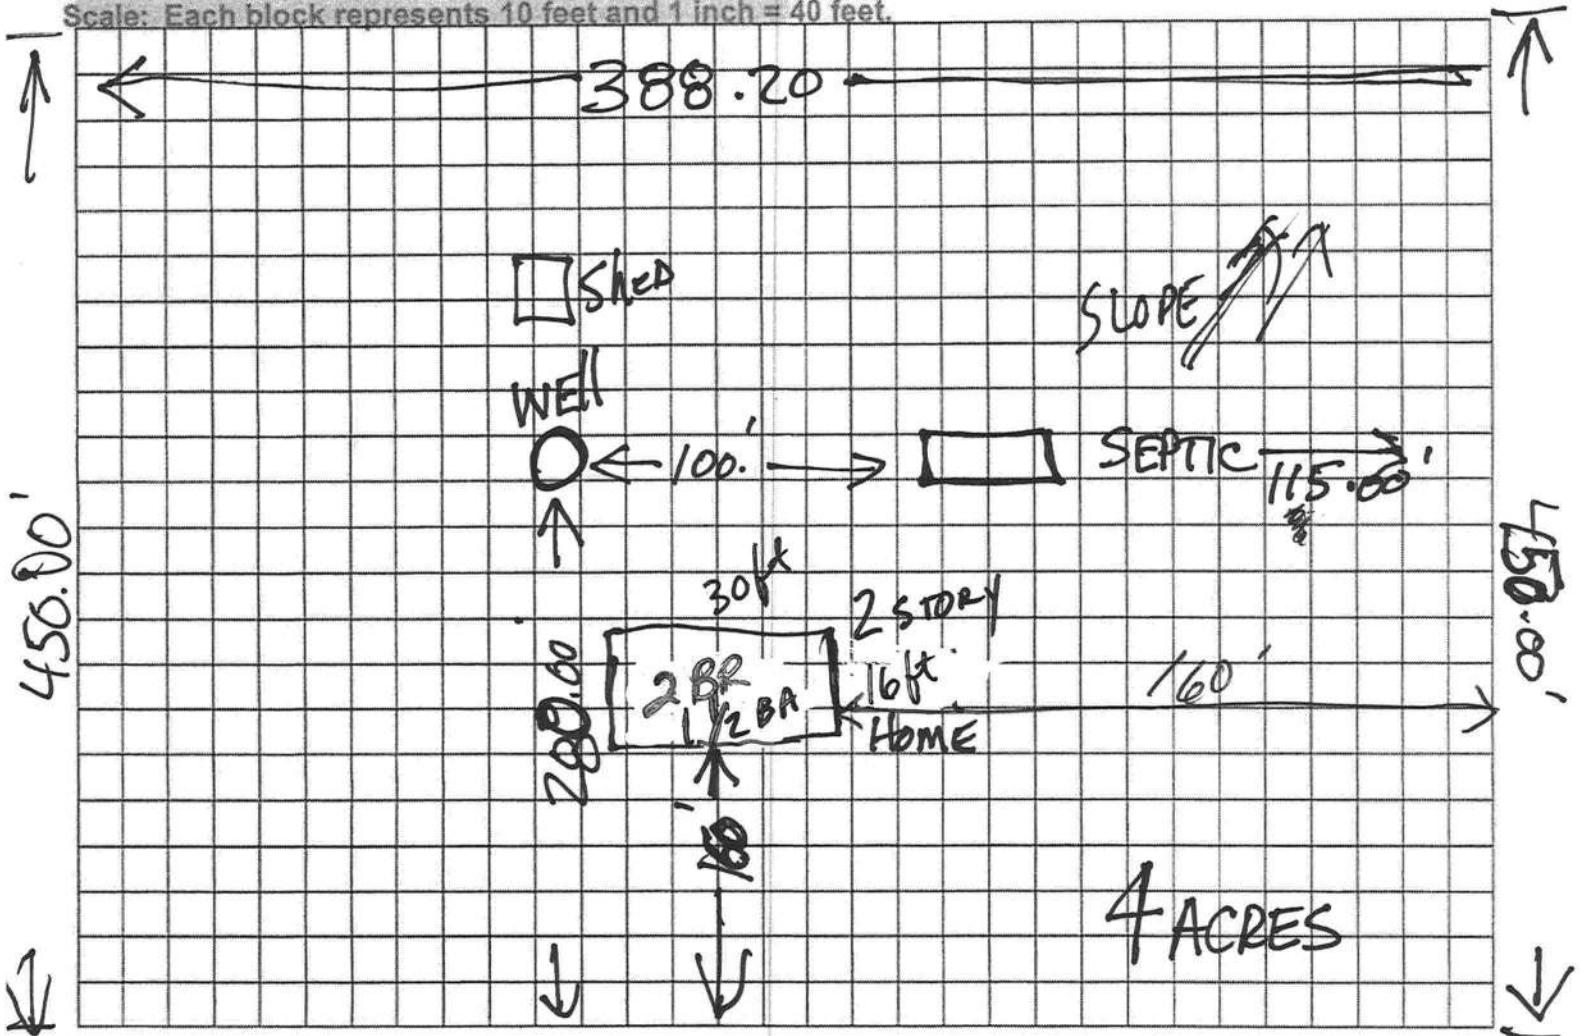 Scale: Each block represents 10 feet and 1 inch = 40 feet.
388.20
Shed
SLOPE
Well
100.'
SEPTIC
115.00'
450.00'
450.00'
30ft
2 STORY
2 BR
1 1/2 BA
16ft
HOME
160'
4 ACRES